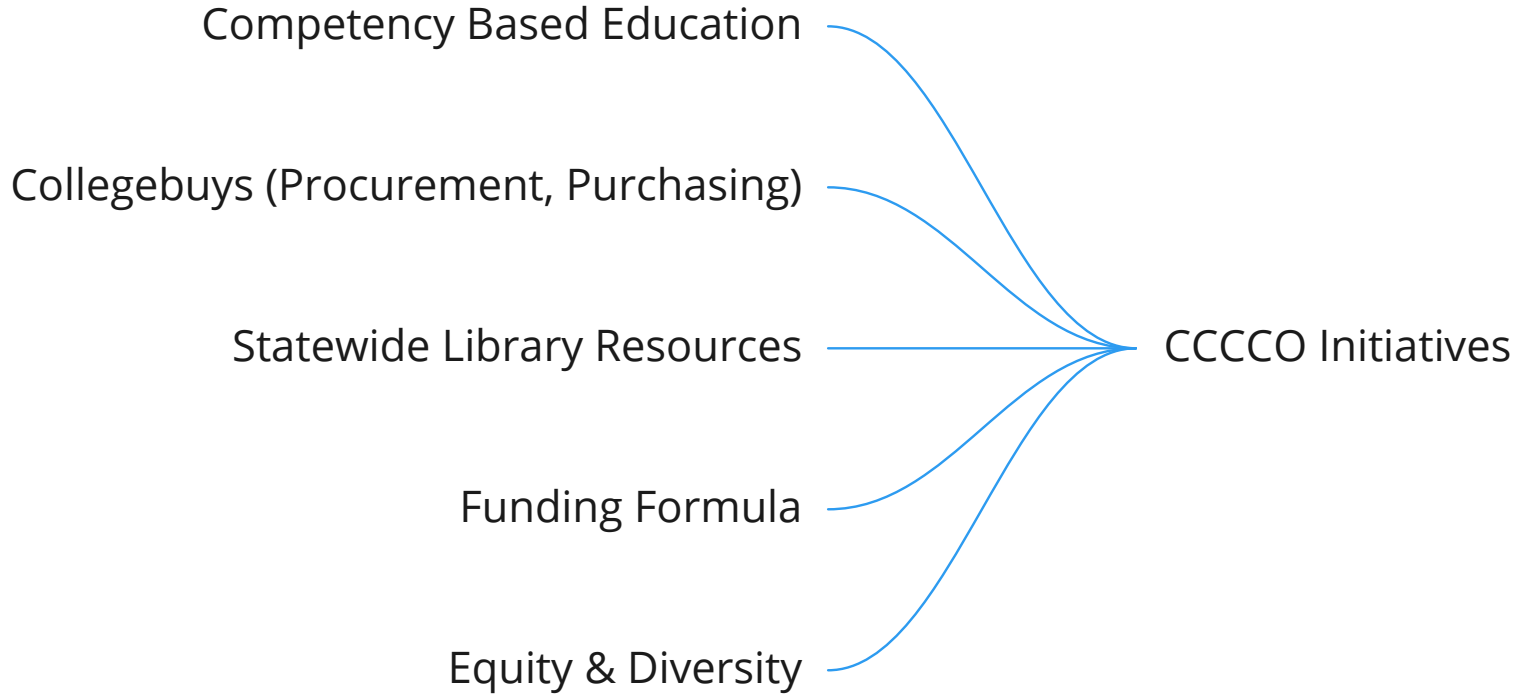 Competency Based Education
Collegebuys (Procurement, Purchasing)
Statewide Library Resources
CCCCO Initiatives
Funding Formula
Equity & Diversity